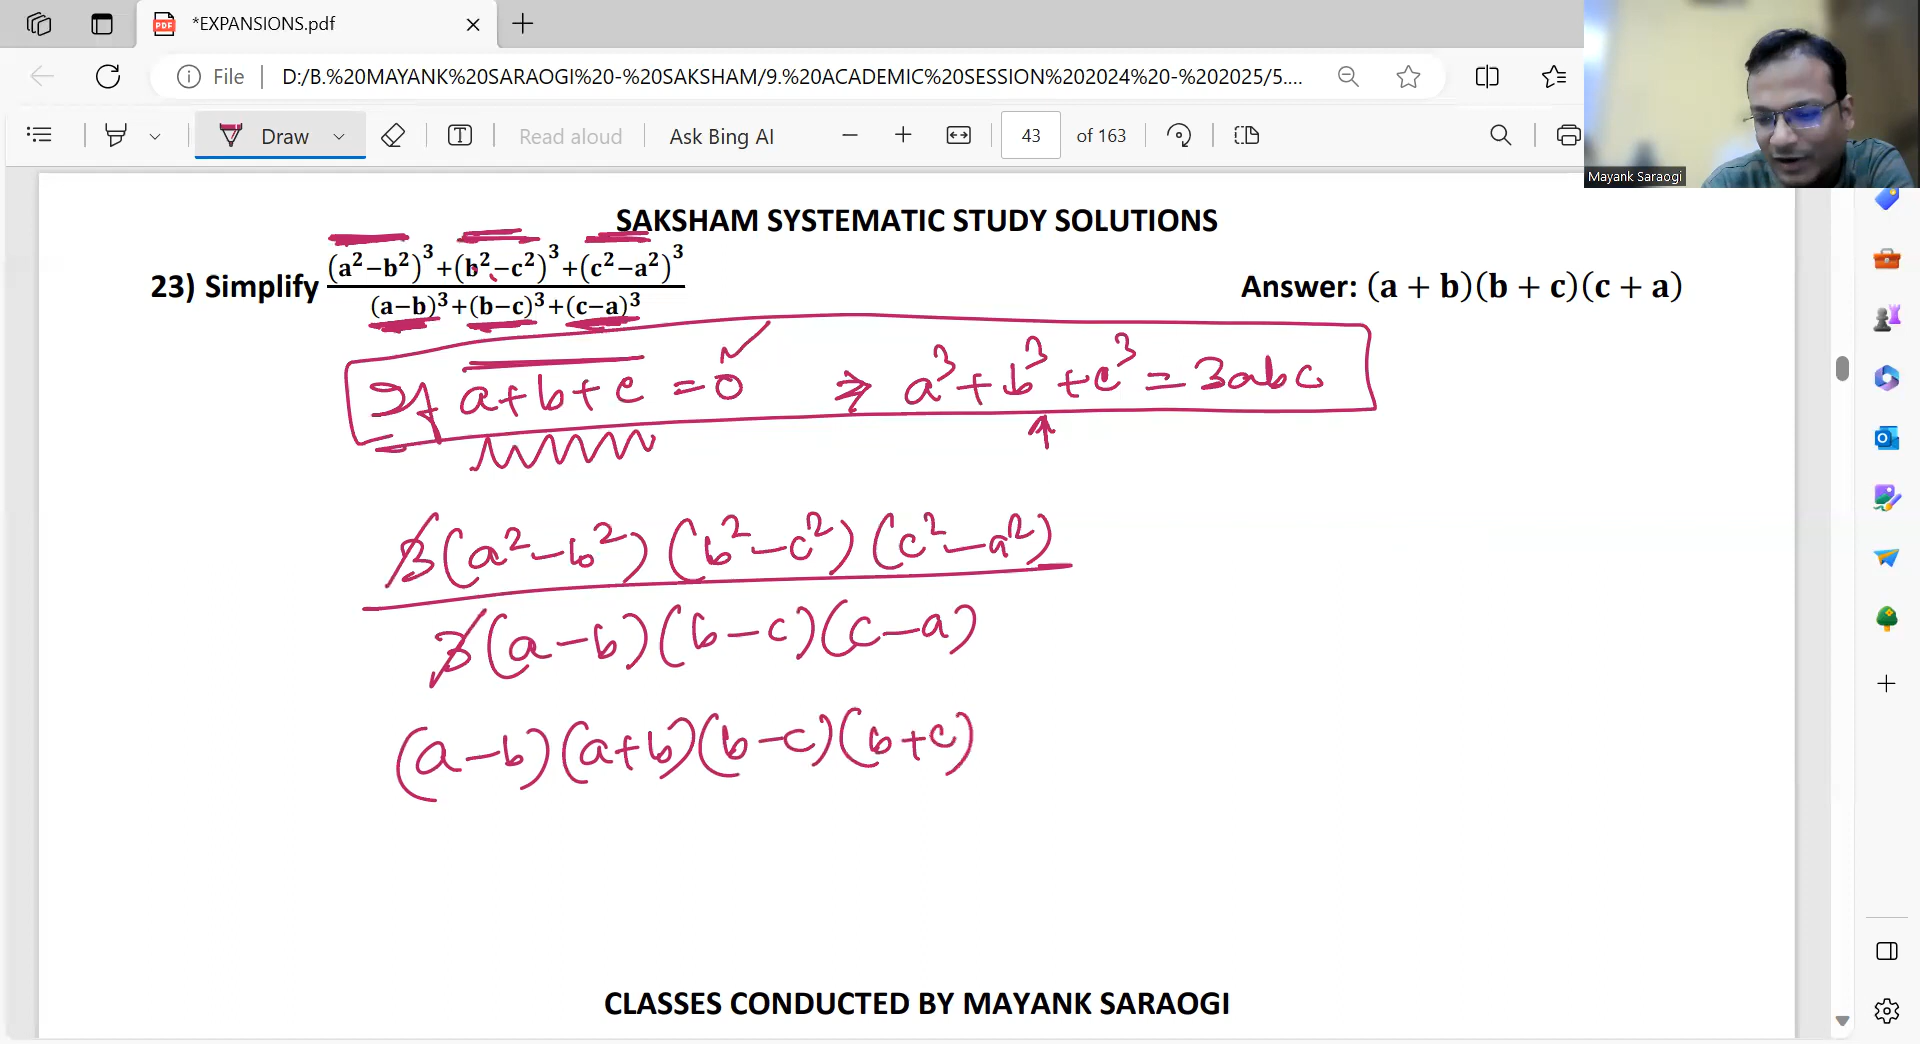 *EXPANSIONS.pdf
File
D:/B.%20MAYANK%20SARAOGI%20-%20SAKSHAM/9.%20ACADEMIC%20SESSION%202024%20-%202025/5....
Draw
Read aloud
Ask Bing AI
43 of 163
Mayank Saraogi
SAKSHAM SYSTEMATIC STUDY SOLUTIONS
23) Simplify ((a²−b²)³+(b²−c²)³+(c²−a²)³)/((a−b)³+(b−c)³+(c−a)³) Answer: (a + b)(b + c)(c + a)
If a+b+c = 0 ⇒ a³+b³+c³ = 3abc
3(a²−b²)(b²−c²)(c²−a²)
3(a−b)(b−c)(c−a)
(a−b)(a+b)(b−c)(b+c)
CLASSES CONDUCTED BY MAYANK SARAOGI